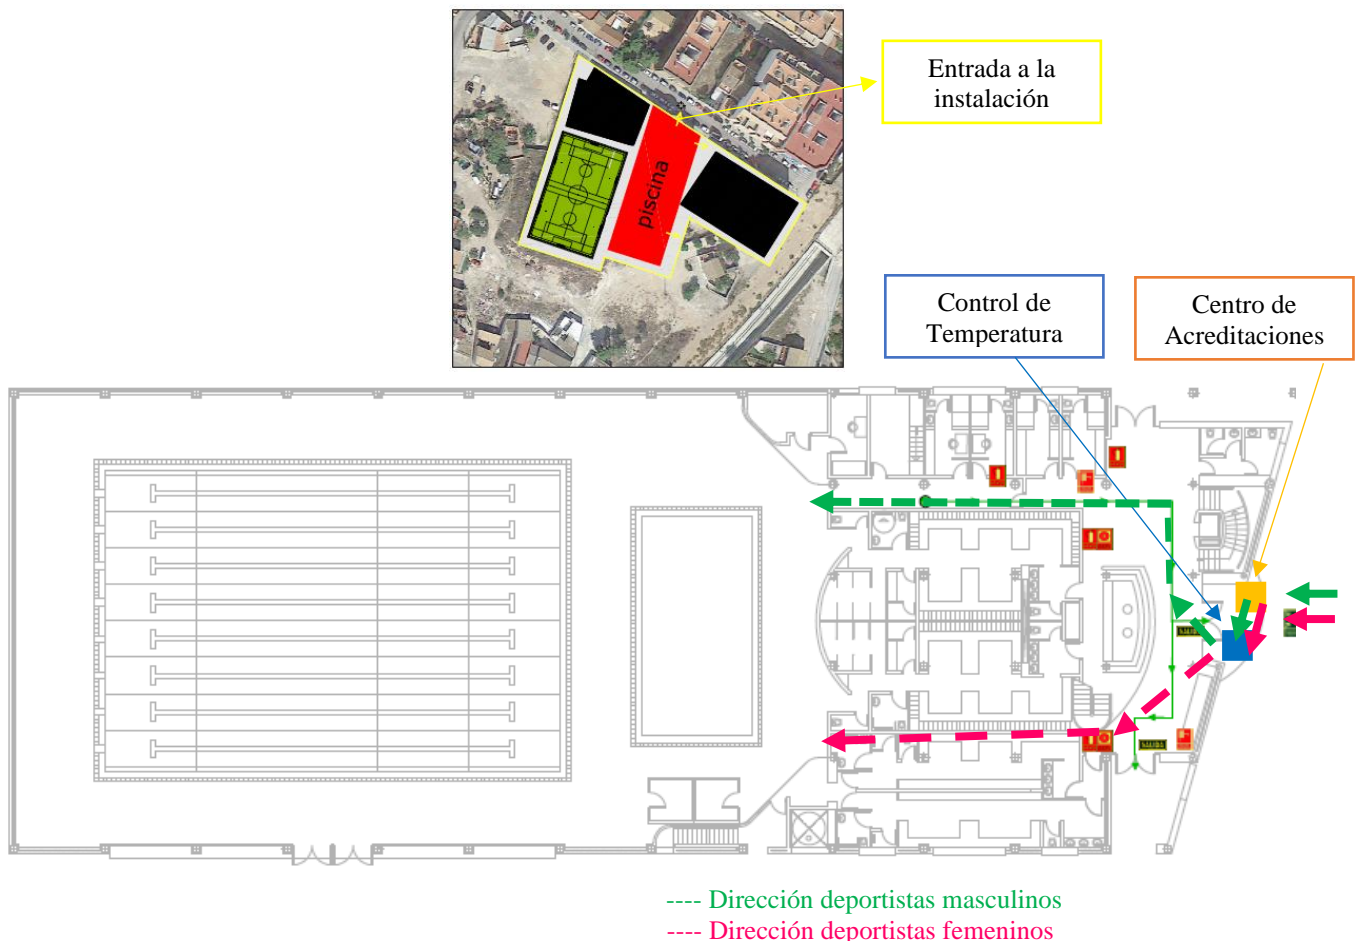 Entrada a la
instalación
piscina
Control de
Temperatura
Centro de
Acreditaciones
---- Dirección deportistas masculinos
---- Dirección deportistas femeninos